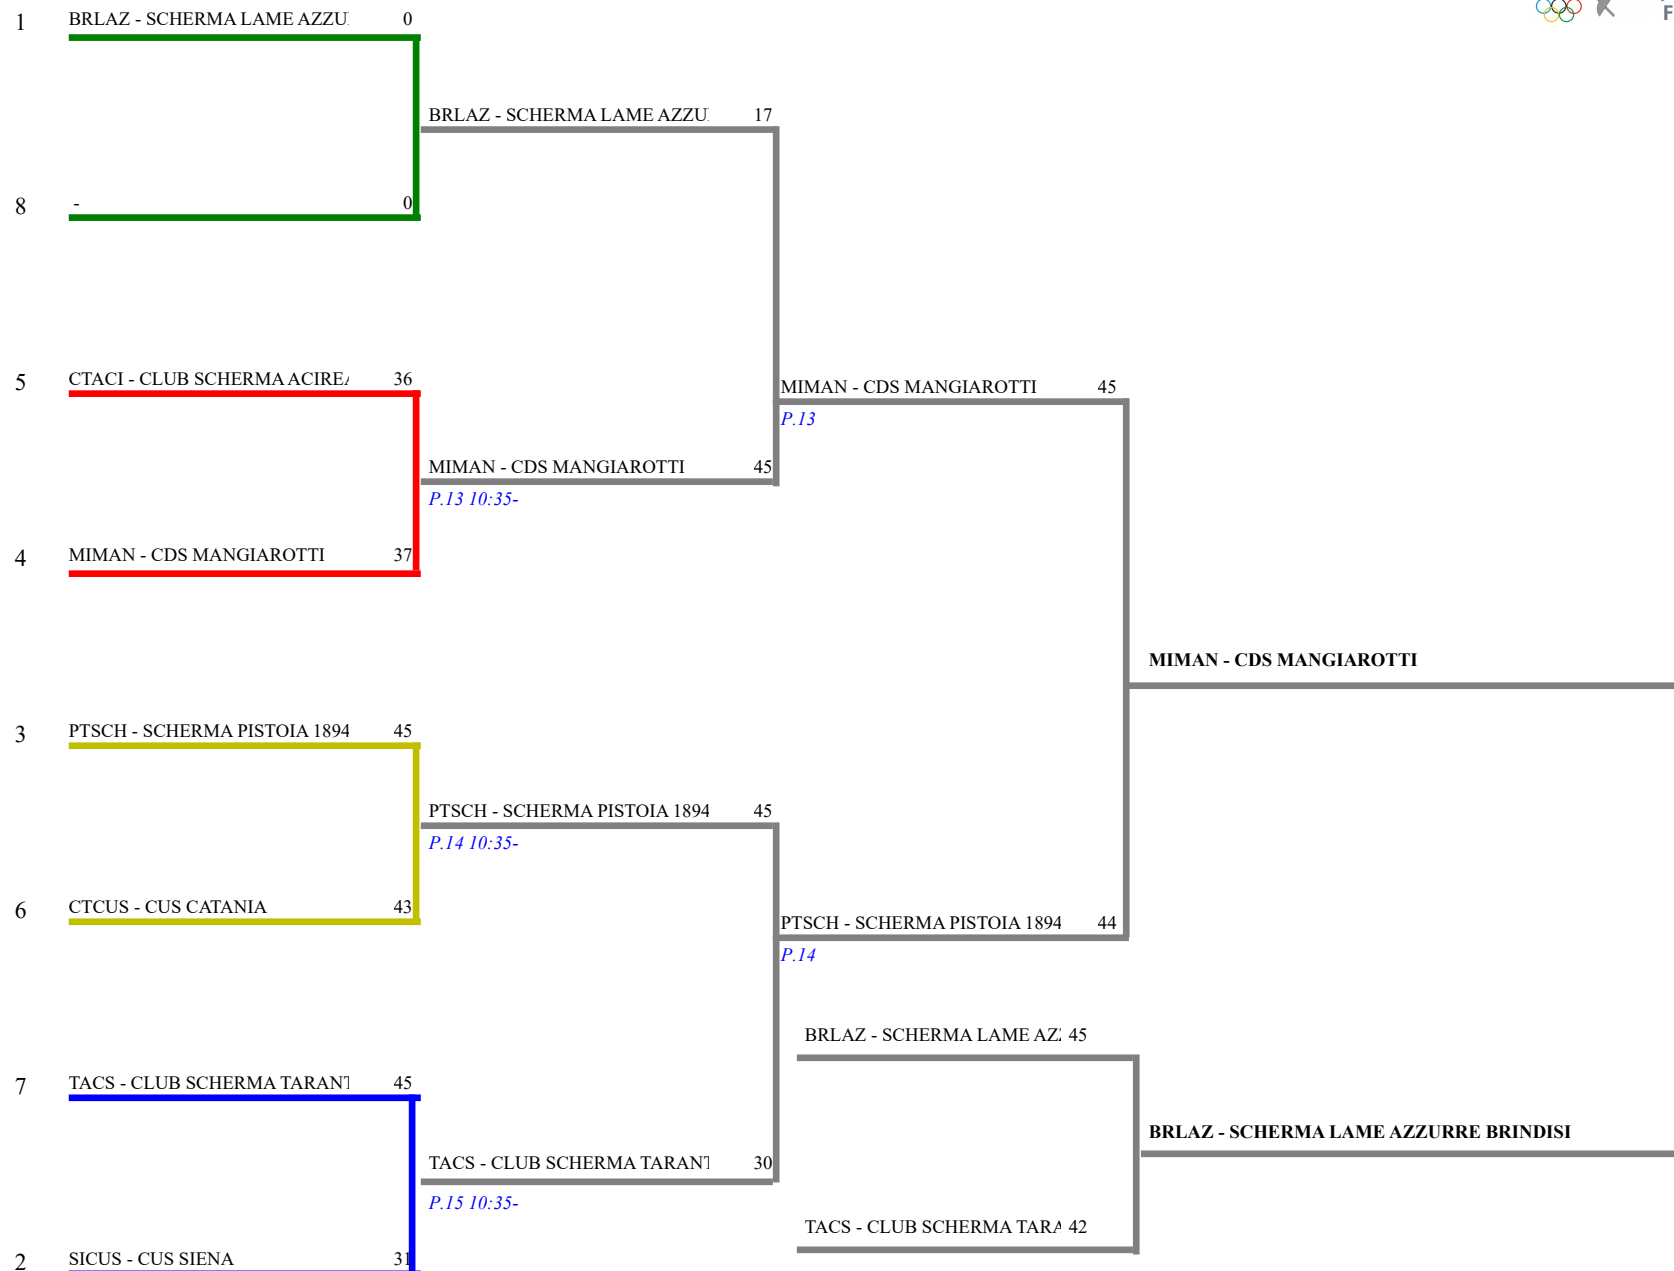 1 BRLAZ - SCHERMA LAME AZZU 0
F
BRLAZ - SCHERMA LAME AZZU 17
8 - 0
5 CTACI - CLUB SCHERMA ACIREA 36
MIMAN - CDS MANGIAROTTI 45
P.13
MIMAN - CDS MANGIAROTTI 45
P.13 10:35-
4 MIMAN - CDS MANGIAROTTI 37
MIMAN - CDS MANGIAROTTI
3 PTSCH - SCHERMA PISTOIA 1894 45
PTSCH - SCHERMA PISTOIA 1894 45
P.14 10:35-
6 CTCUS - CUS CATANIA 43
PTSCH - SCHERMA PISTOIA 1894 44
P.14
BRLAZ - SCHERMA LAME AZ 45
7 TACS - CLUB SCHERMA TARANT 45
BRLAZ - SCHERMA LAME AZZURRE BRINDISI
TACS - CLUB SCHERMA TARANT 30
P.15 10:35-
TACS - CLUB SCHERMA TARA 42
2 SICUS - CUS SIENA 31